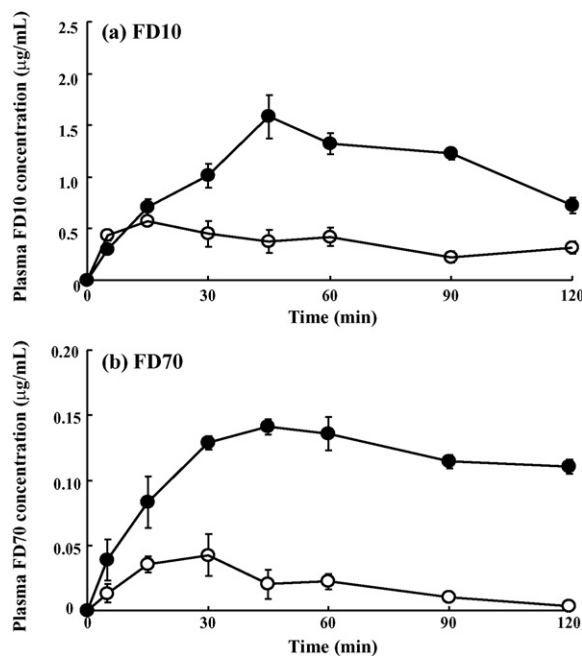 (a) FD10
Plasma FD10 concentration (μg/mL)
2.5
2.0
1.5
1.0
0.5
0
0 30 60 90 120
Time (min)
(b) FD70
Plasma FD70 concentration (μg/mL)
0.20
0.15
0.10
0.05
0
0 30 60 90 120
Time (min)